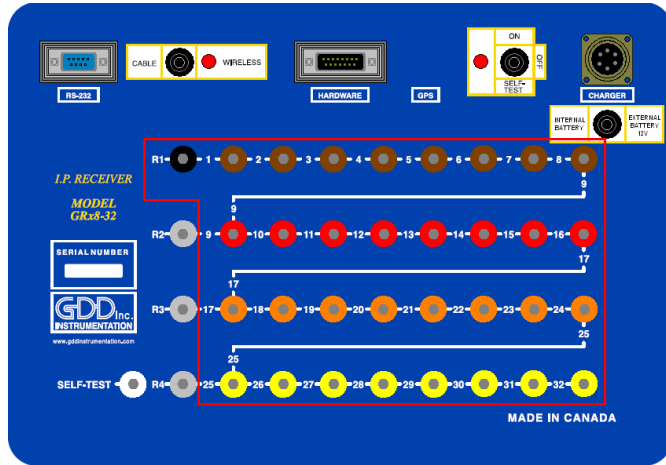 ON
OFF
SELF-
TEST
CABLE
WIRELESS
RS-232
HARDWARE
GPS
CHARGER
INTERNAL
BATTERY
EXTERNAL
BATTERY
12V
R1 1 2 3 4 5 6 7 8
9
I.P. RECEIVER
MODEL
GRx8-32
9
R2 9 10 11 12 13 14 15 16
17
SERIAL NUMBER
17
R3 17 18 19 20 21 22 23 24
GDD Inc.
INSTRUMENTATION
25
www.gddinstrumentation.com
25
SELF-TEST R4 25 26 27 28 29 30 31 32
MADE IN CANADA